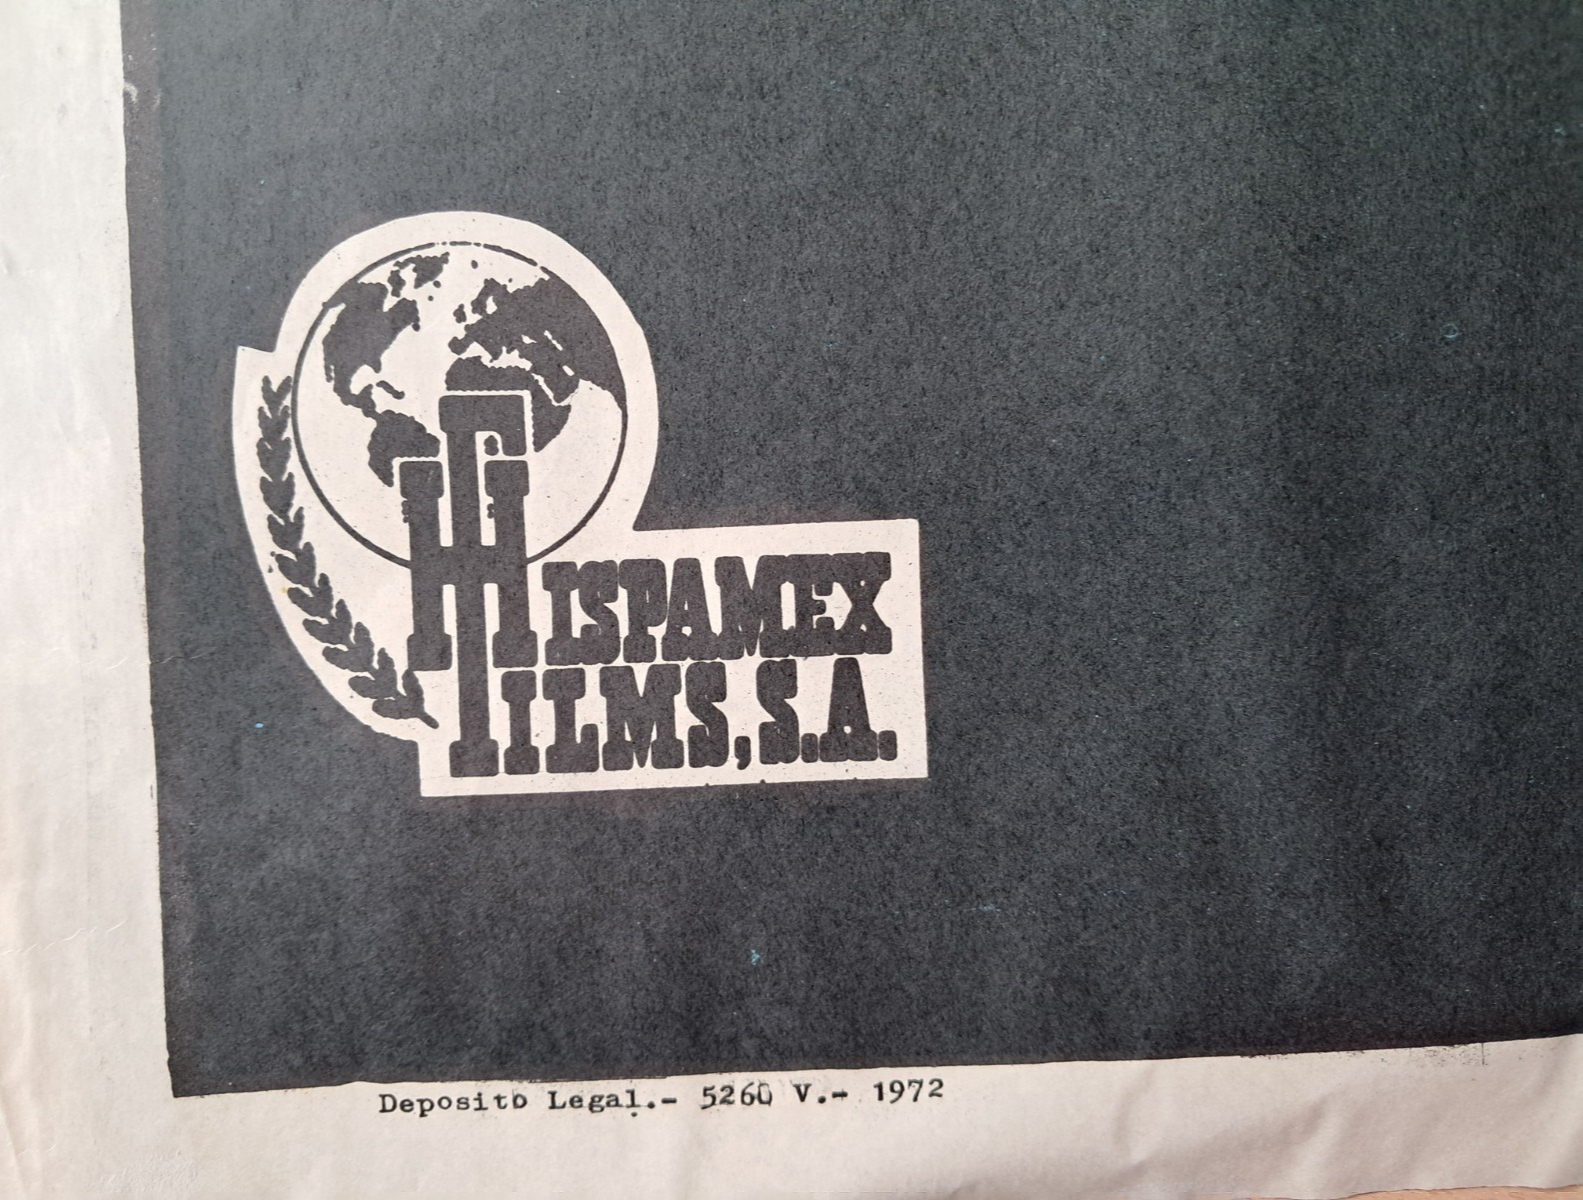 HISPAMEX
FILMS, S.A.
Deposito Legal.- 5260 V.- 1972